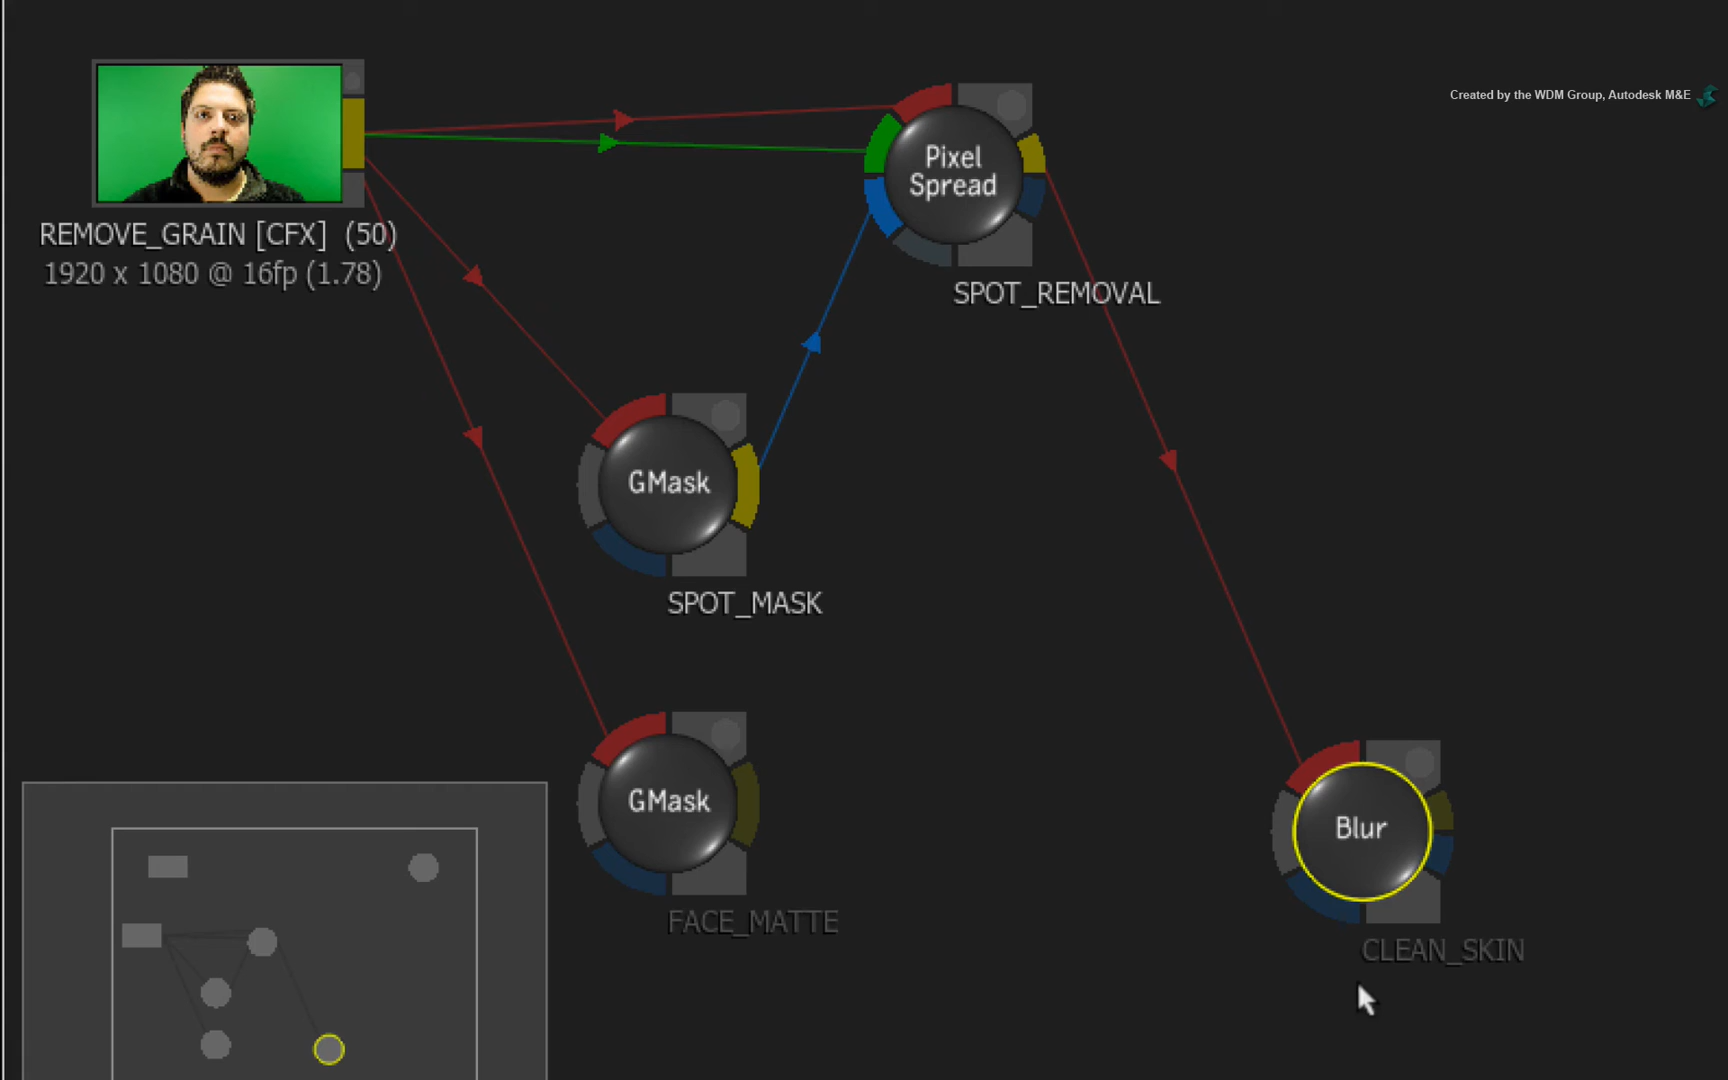 Created by the WDM Group, Autodesk M&E
Pixel
Spread
REMOVE_GRAIN [CFX] (50)
1920 x 1080 @ 16fp (1.78)
SPOT_REMOVAL
GMask
SPOT_MASK
GMask
FACE_MATTE
Blur
CLEAN_SKIN